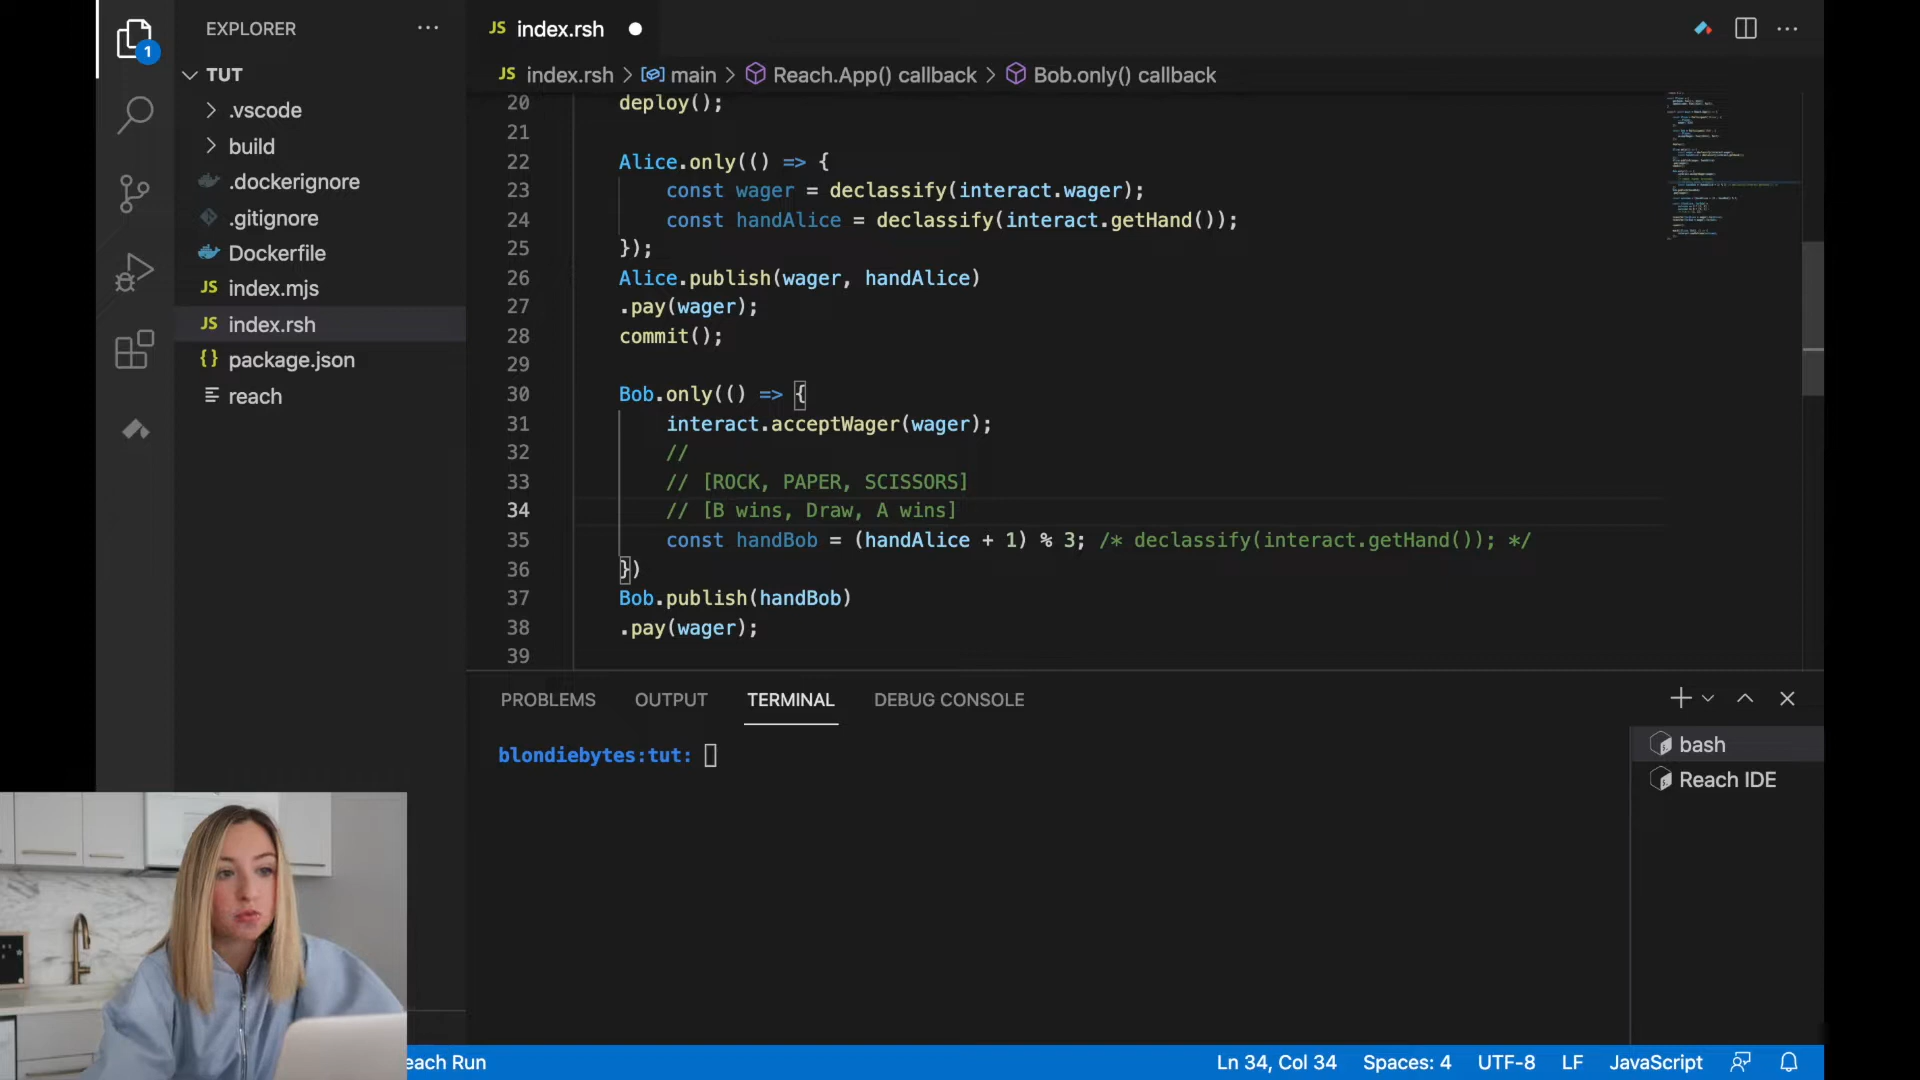 1
EXPLORER
TUT
.vscode
build
.dockerignore
.gitignore
Dockerfile
JS index.mjs
JS index.rsh
{} package.json
reach
JS index.rsh
JS index.rsh > main > Reach.App() callback > Bob.only() callback
20 deploy();
21
22 Alice.only(() => {
23 const wager = declassify(interact.wager);
24 const handAlice = declassify(interact.getHand());
25 });
26 Alice.publish(wager, handAlice)
27 .pay(wager);
28 commit();
29
30 Bob.only(() => {
31 interact.acceptWager(wager);
32 //
33 // [ROCK, PAPER, SCISSORS]
34 // [B wins, Draw, A wins]
35 const handBob = (handAlice + 1) % 3; /* declassify(interact.getHand()); */
36 })
37 Bob.publish(handBob)
38 .pay(wager);
39
PROBLEMS OUTPUT TERMINAL DEBUG CONSOLE
blondiebytes:tut:
bash
Reach IDE
each Run
Ln 34, Col 34 Spaces: 4 UTF-8 LF JavaScript